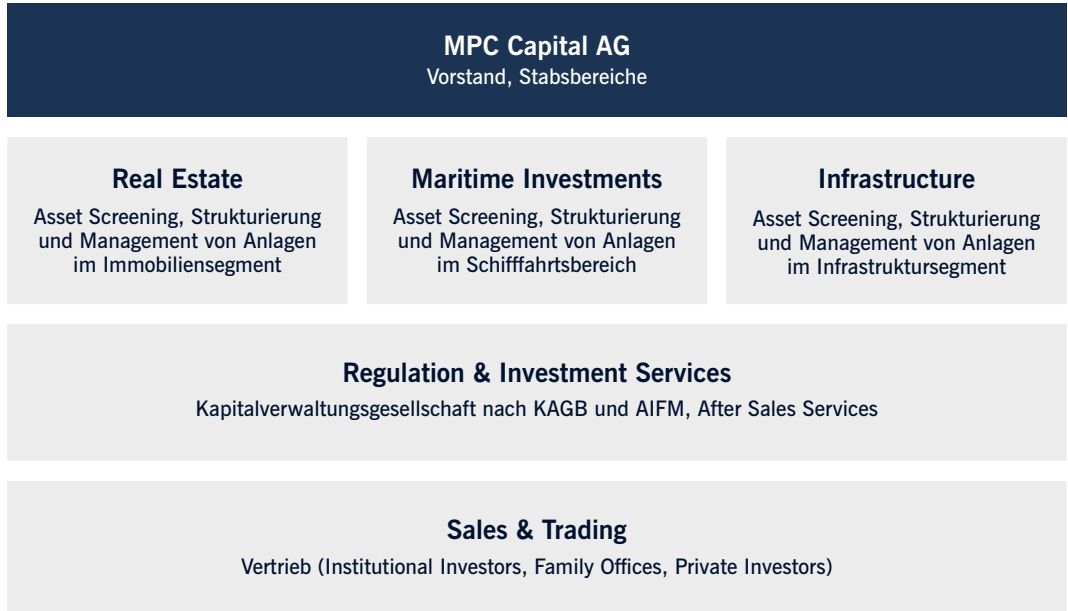 MPC Capital AG
Vorstand, Stabsbereiche
Real Estate
Asset Screening, Strukturierung
und Management von Anlagen
im Immobiliensegment
Maritime Investments
Asset Screening, Strukturierung
und Management von Anlagen
im Schifffahrtsbereich
Infrastructure
Asset Screening, Strukturierung
und Management von Anlagen
im Infrastruktursegment
Regulation & Investment Services
Kapitalverwaltungsgesellschaft nach KAGB und AIFM, After Sales Services
Sales & Trading
Vertrieb (Institutional Investors, Family Offices, Private Investors)